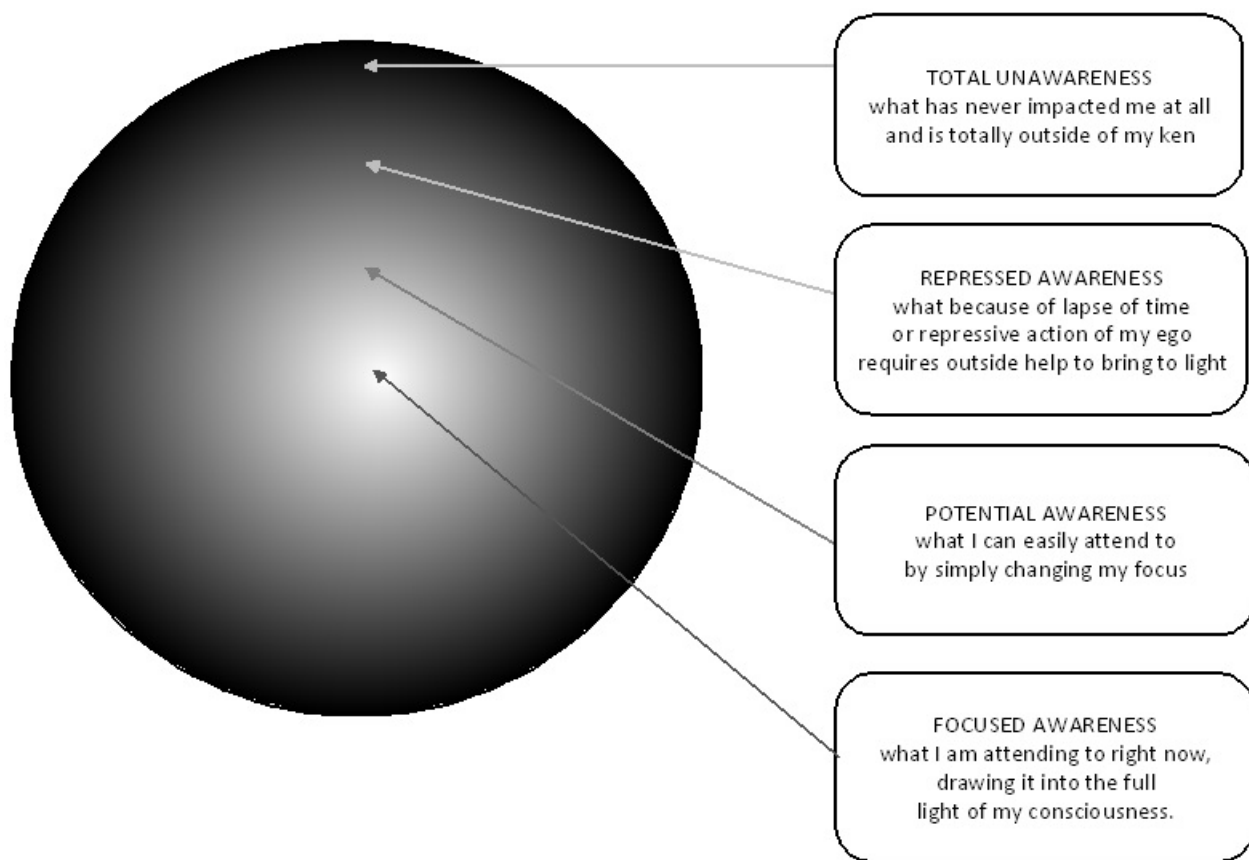 TOTAL UNAWARENESS
what has never impacted me at all
and is totally outside of my ken
REPRESSED AWARENESS
what because of lapse of time
or repressive action of my ego
requires outside help to bring to light
POTENTIAL AWARENESS
what I can easily attend to
by simply changing my focus
FOCUSED AWARENESS
what I am attending to right now,
drawing it into the full
light of my consciousness.